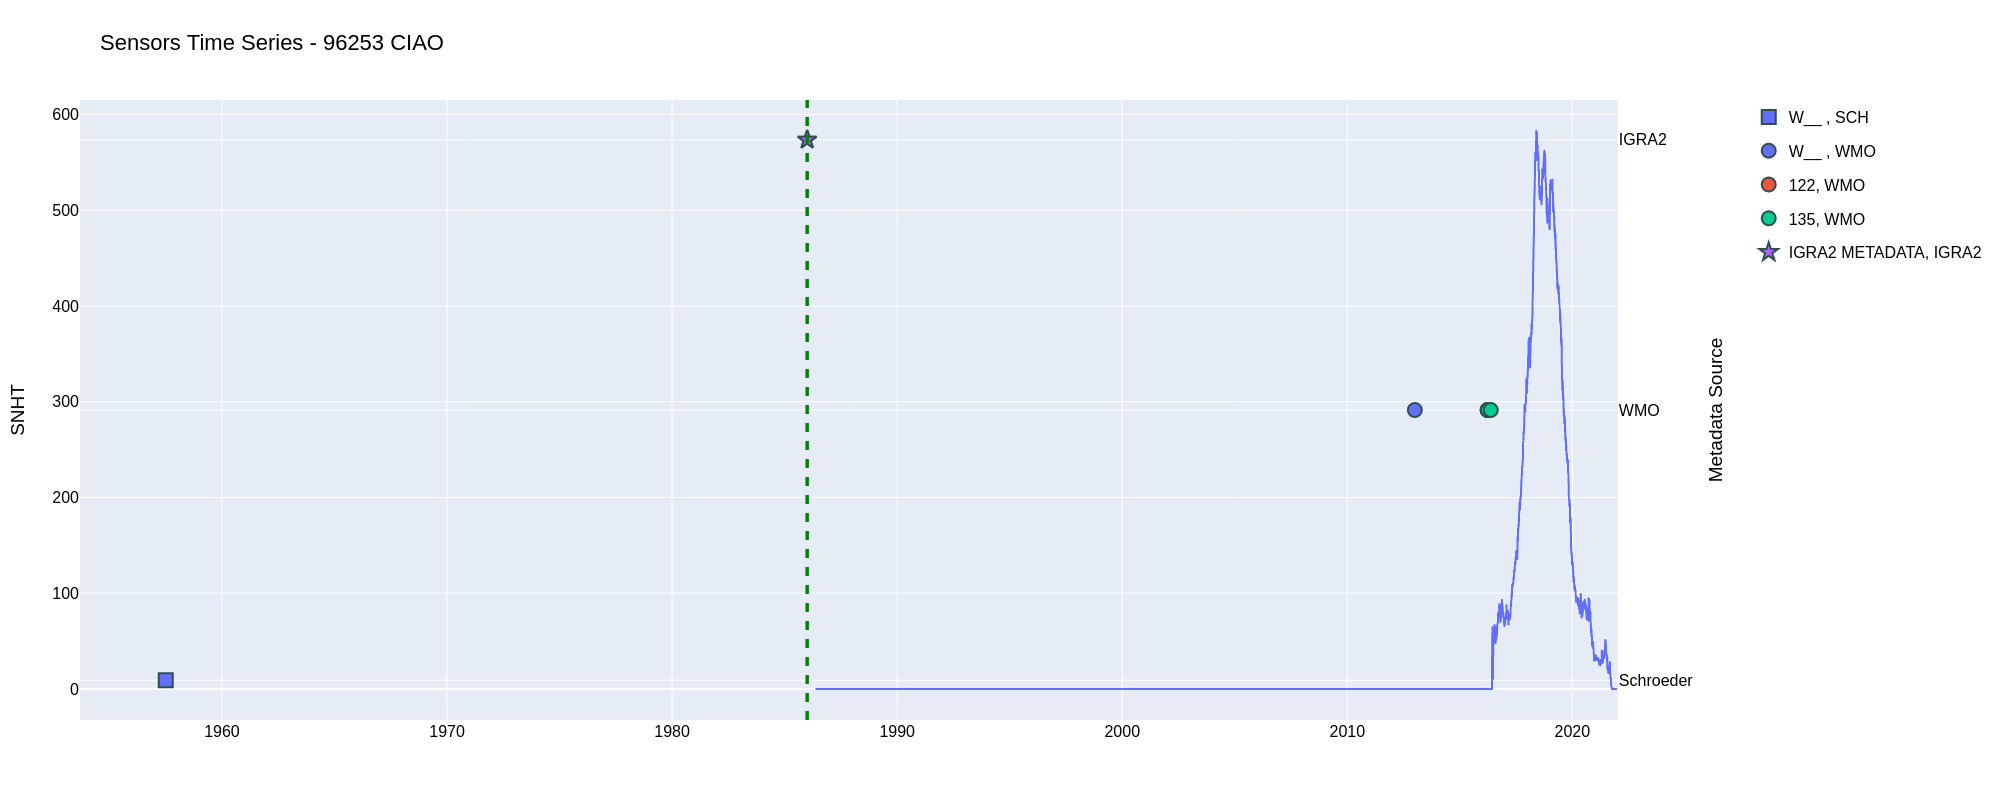 Sensors Time Series - 96253 CIAO
SNHT
600
500
400
300
200
100
0
1960
1970
1980
1990
2000
2010
2020
IGRA2
WMO
Schroeder
Metadata Source
W__ , SCH
W__ , WMO
122, WMO
135, WMO
IGRA2 METADATA, IGRA2